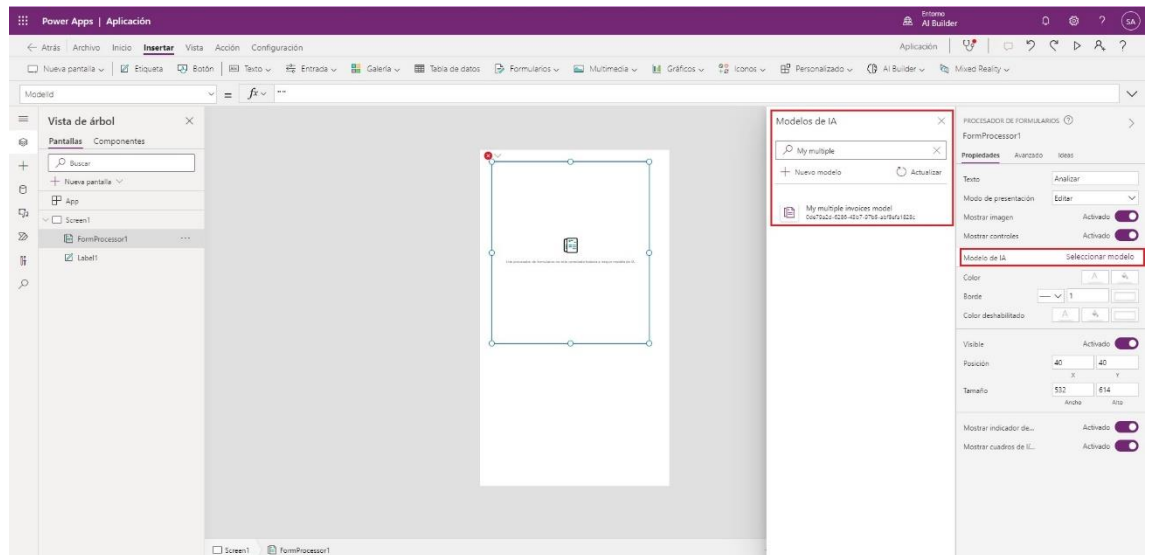 Power Apps | Aplicación
Entorno
AI Builder
SA
Atrás Archivo Inicio Insertar Vista Acción Configuración
Aplicación
Nueva pantalla Etiqueta Botón Texto Entrada Galería Tabla de datos Formularios Multimedia Gráficos Iconos Personalizado AI Builder Mixed Reality
ModelId = fx ""
Vista de árbol
Pantallas Componentes
Buscar
Nueva pantalla
App
Screen1
FormProcessor1 ...
Label1
Modelos de IA
My multiple
Nuevo modelo Actualizar
My multiple invoices model
PROCESADOR DE FORMULARIOS
FormProcessor1
Propiedades Avanzado Ideas
Texto Analizar
Modo de presentación Editar
Mostrar imagen Activado
Mostrar controles Activado
Modelo de IA Seleccionar modelo
Color
Borde 1
Color deshabilitado
Visible Activado
Posición 40 40
X Y
Tamaño 532 614
Ancho Alto
Mostrar indicador de... Activado
Mostrar cuadros de lí... Activado
Screen1 FormProcessor1